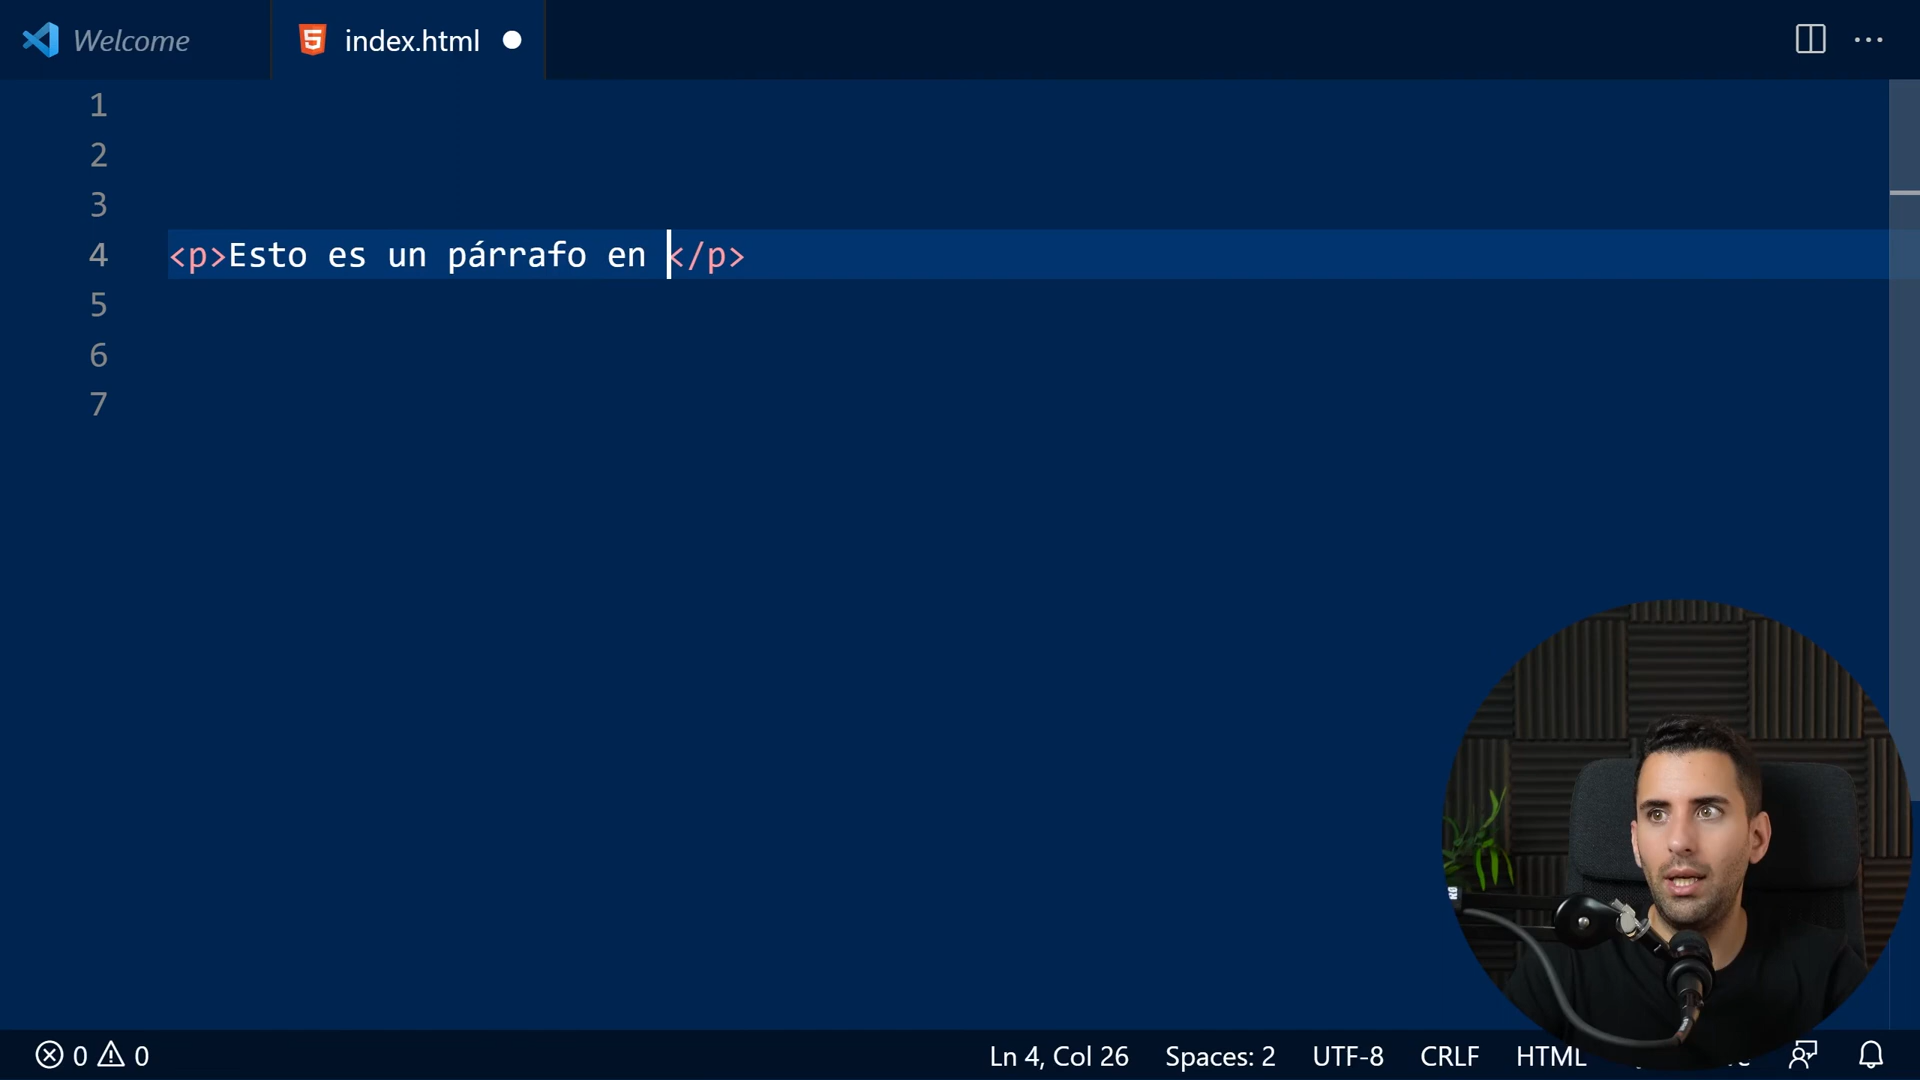 Welcome
index.html
1
2
3
4 <p>Esto es un párrafo en </p>
5
6
7
0 0 Ln 4, Col 26 Spaces: 2 UTF-8 CRLF HTML